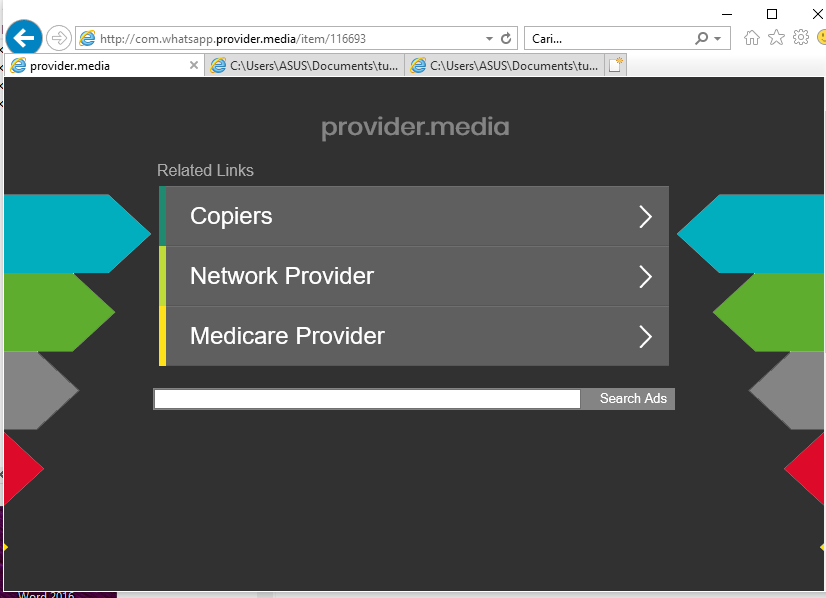 http://com.whatsapp.provider.media/item/116693
Cari...
provider.media
C:\Users\ASUS\Documents\tu...
C:\Users\ASUS\Documents\tu...
provider.media
Related Links
Copiers
Network Provider
Medicare Provider
Search Ads
Word 2016